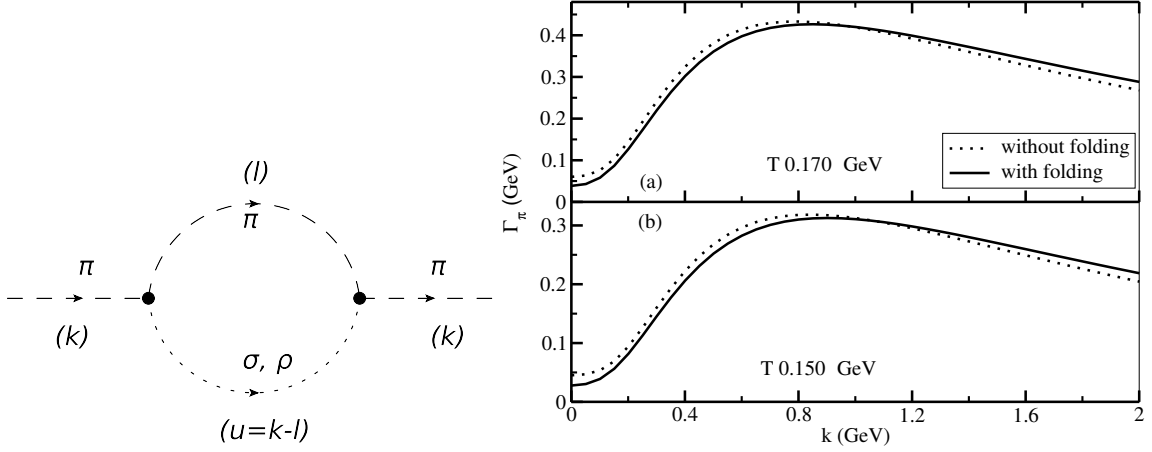 (l)
π
π
(k)
π
(k)
σ, ρ
(u=k-l)
Γπ (GeV)
0.4
0.3
0.2
0.1
0
T 0.170 GeV
(a)
without folding
with folding
0.3
0.2
0.1
0
(b)
T 0.150 GeV
0
0.4
0.8
1.2
1.6
2
k (GeV)